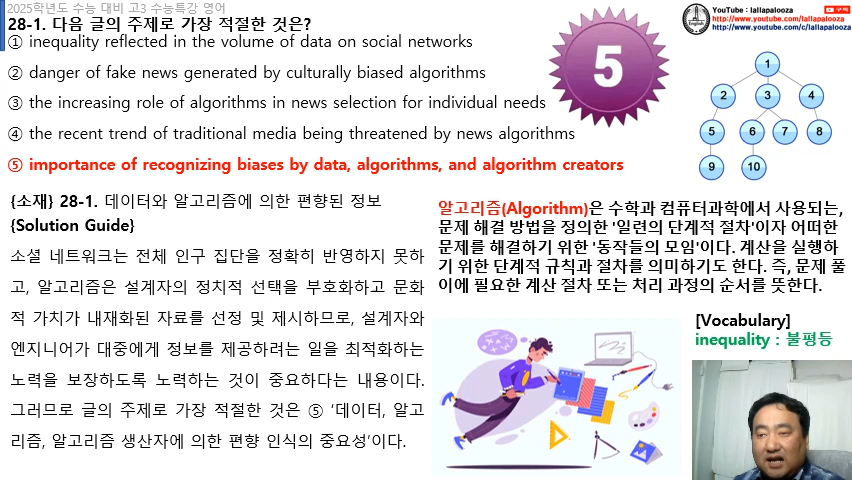 2025학년도 수능 대비 고3 수능특강 영어
28-1. 다음 글의 주제로 가장 적절한 것은?
① inequality reflected in the volume of data on social networks
② danger of fake news generated by culturally biased algorithms
③ the increasing role of algorithms in news selection for individual needs
④ the recent trend of traditional media being threatened by news algorithms
⑤ importance of recognizing biases by data, algorithms, and algorithm creators
5
English
YouTube : lallapalooza
구독
http://www.youtube.com/lallapalooza
http://www.youtube.com/c/lallapalooza
1
2 3 4
5 6 7 8
9 10
{소재} 28-1. 데이터와 알고리즘에 의한 편향된 정보
{Solution Guide}
소셜 네트워크는 전체 인구 집단을 정확히 반영하지 못하
고, 알고리즘은 설계자의 정치적 선택을 부호화하고 문화
적 가치가 내재화된 자료를 선정 및 제시하므로, 설계자와
엔지니어가 대중에게 정보를 제공하려는 일을 최적화하는
노력을 보장하도록 노력하는 것이 중요하다는 내용이다.
그러므로 글의 주제로 가장 적절한 것은 ⑤ ‘데이터, 알고
리즘, 알고리즘 생산자에 의한 편향 인식의 중요성’이다.
알고리즘(Algorithm)은 수학과 컴퓨터과학에서 사용되는,
문제 해결 방법을 정의한 '일련의 단계적 절차'이자 어떠한
문제를 해결하기 위한 '동작들의 모임'이다. 계산을 실행하
기 위한 단계적 규칙과 절차를 의미하기도 한다. 즉, 문제 풀
이에 필요한 계산 절차 또는 처리 과정의 순서를 뜻한다.
[Vocabulary]
inequality : 불평등